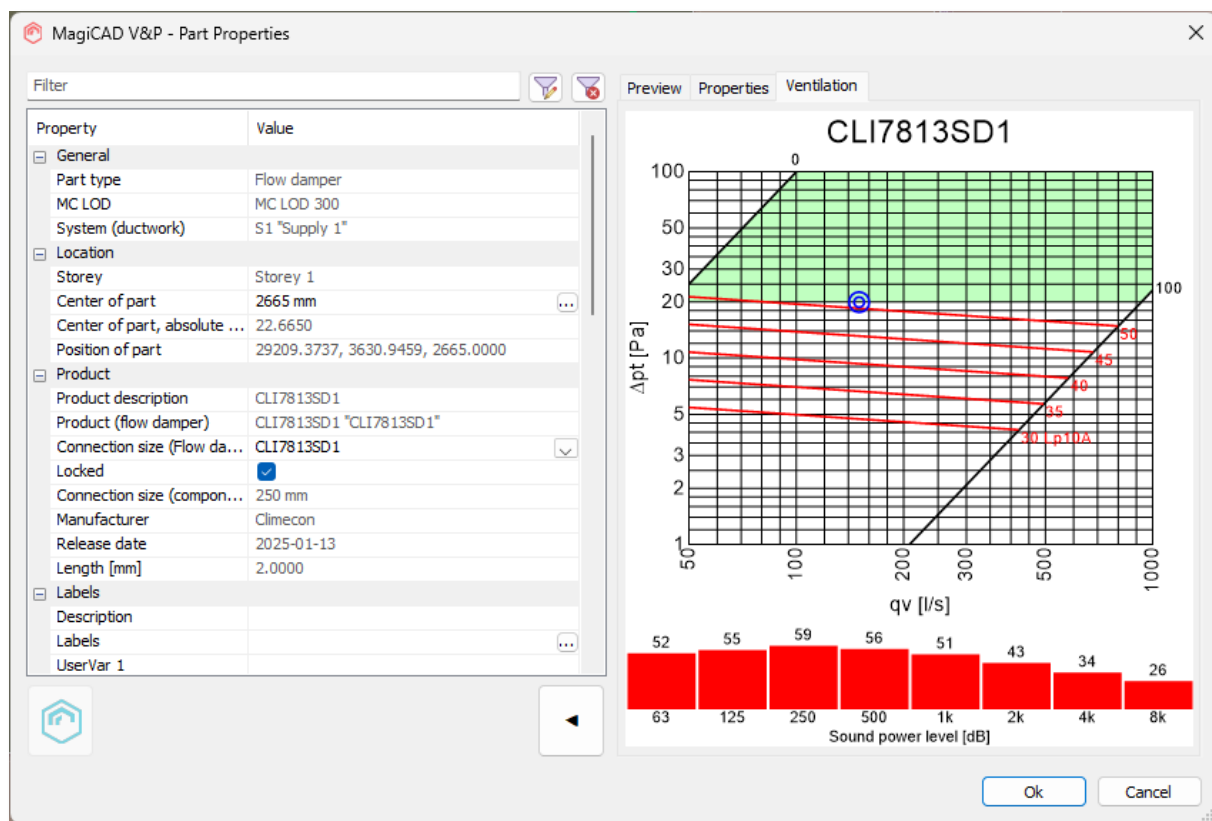 MagiCAD V&P - Part Properties
Filter
Property Value
General
Part type Flow damper
MC LOD MC LOD 300
System (ductwork) S1 "Supply 1"
Location
Storey Storey 1
Center of part 2665 mm ...
Center of part, absolute ... 22.6650
Position of part 29209.3737, 3630.9459, 2665.0000
Product
Product description CLI7813SD1
Product (flow damper) CLI7813SD1 "CLI7813SD1"
Connection size (Flow da... CLI7813SD1
Locked
Connection size (compon... 250 mm
Manufacturer Climecon
Release date 2025-01-13
Length [mm] 2.0000
Labels
Description
Labels ...
UserVar 1
Preview Properties Ventilation
CLI7813SD1
0
100
50
30
20
10
5
3
2
1
Δpt [Pa]
100
50
45
40
35
30 Lp10A
50 100 200 300 500 1000
qv [l/s]
52 55 59 56 51 43 34 26
63 125 250 500 1k 2k 4k 8k
Sound power level [dB]
Ok Cancel